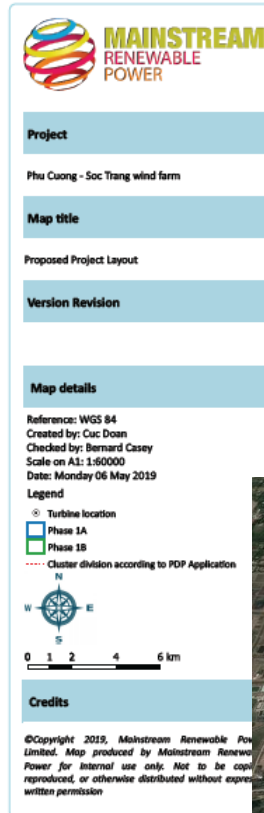 MAINSTREAM
RENEWABLE
POWER
Project
Phu Cuong - Soc Trang wind farm
Map title
Proposed Project Layout
Version Revision
Map details
Reference: WGS 84
Created by: Cuc Doan
Checked by: Bernard Casey
Scale on A1: 1:60000
Date: Monday 06 May 2019
Legend
Turbine location
Phase 1A
Phase 1B
Cluster division according to PDP Application
N
W E
S
0 1 2 4 6 km
Credits
©Copyright 2019, Mainstream Renewable
Limited. Map produced by Mainstream
Power for internal use only. Not to be
reproduced, or otherwise distributed without
written permission